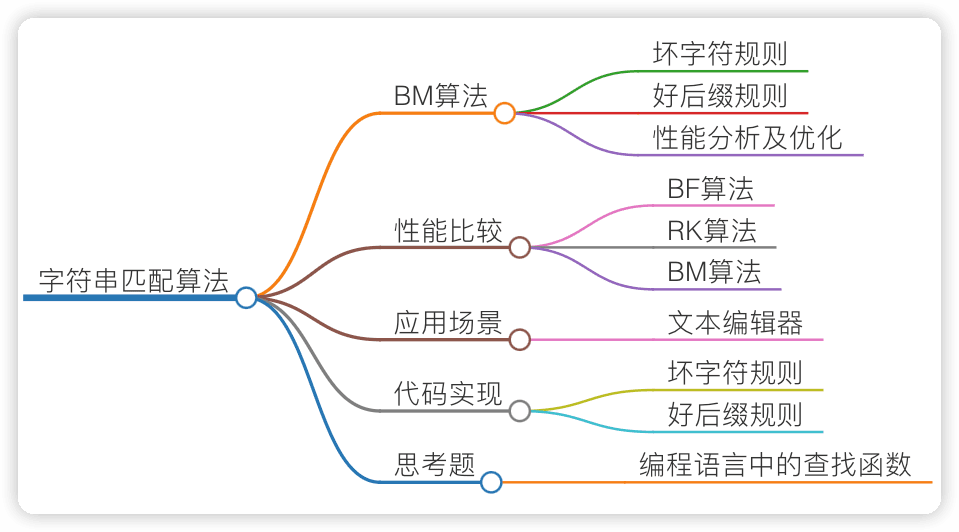 字符串匹配算法
BM算法
坏字符规则
好后缀规则
性能分析及优化
性能比较
BF算法
RK算法
BM算法
应用场景
文本编辑器
代码实现
坏字符规则
好后缀规则
思考题
编程语言中的查找函数